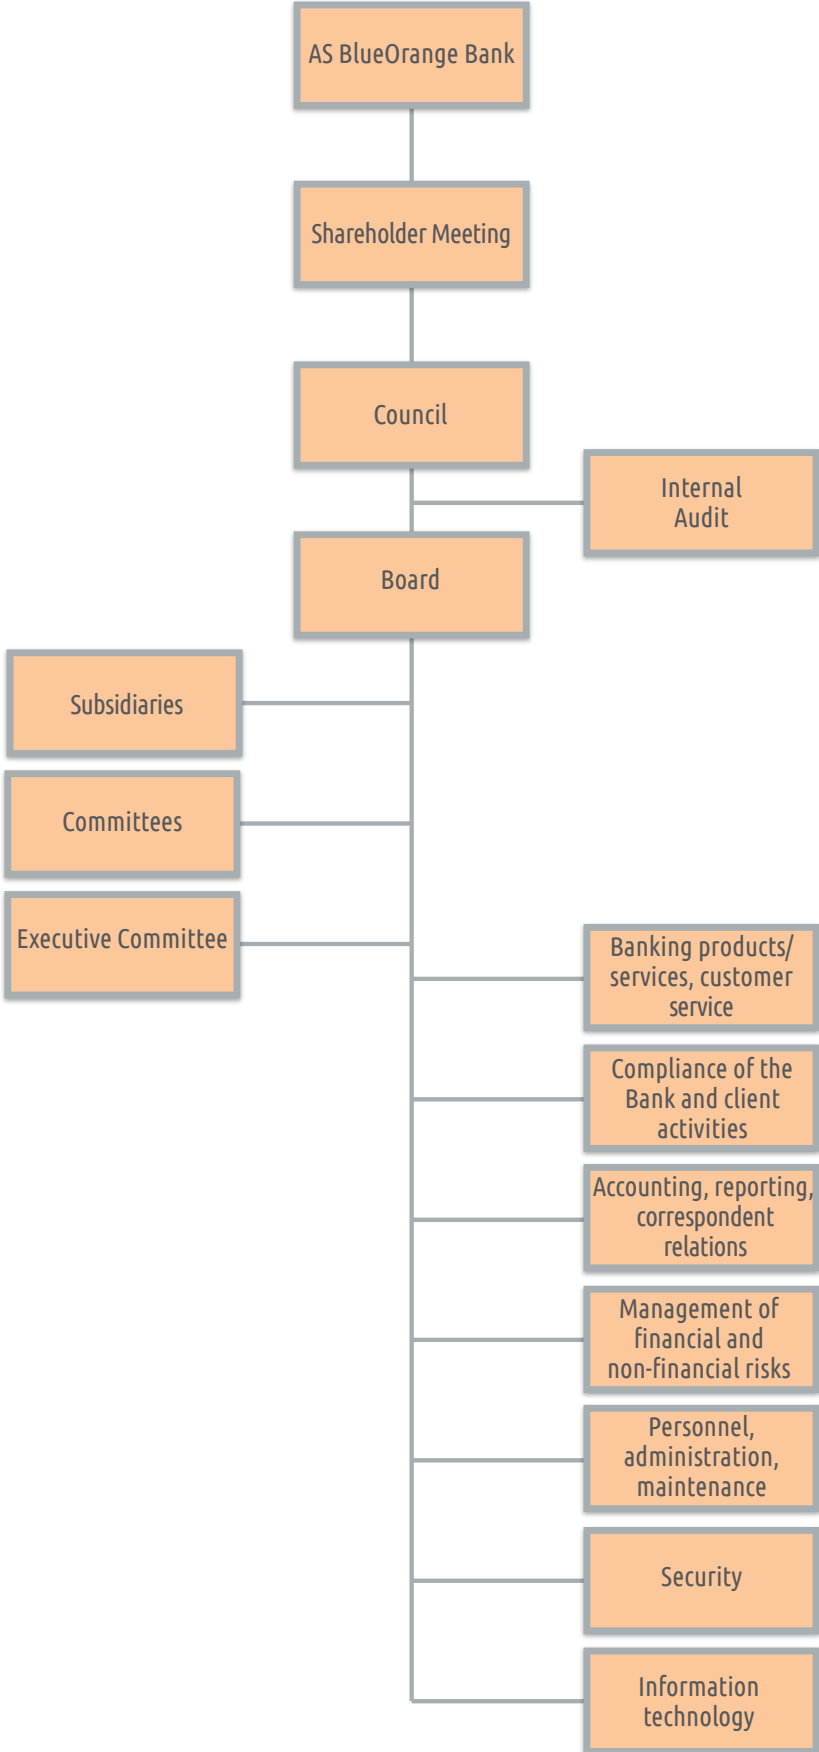 AS BlueOrange Bank
Shareholder Meeting
Council
Internal
Audit
Board
Subsidiaries
Committees
Executive Committee
Banking products/
services, customer
service
Compliance of the
Bank and client
activities
Accounting, reporting,
correspondent
relations
Management of
financial and
non-financial risks
Personnel,
administration,
maintenance
Security
Information
technology